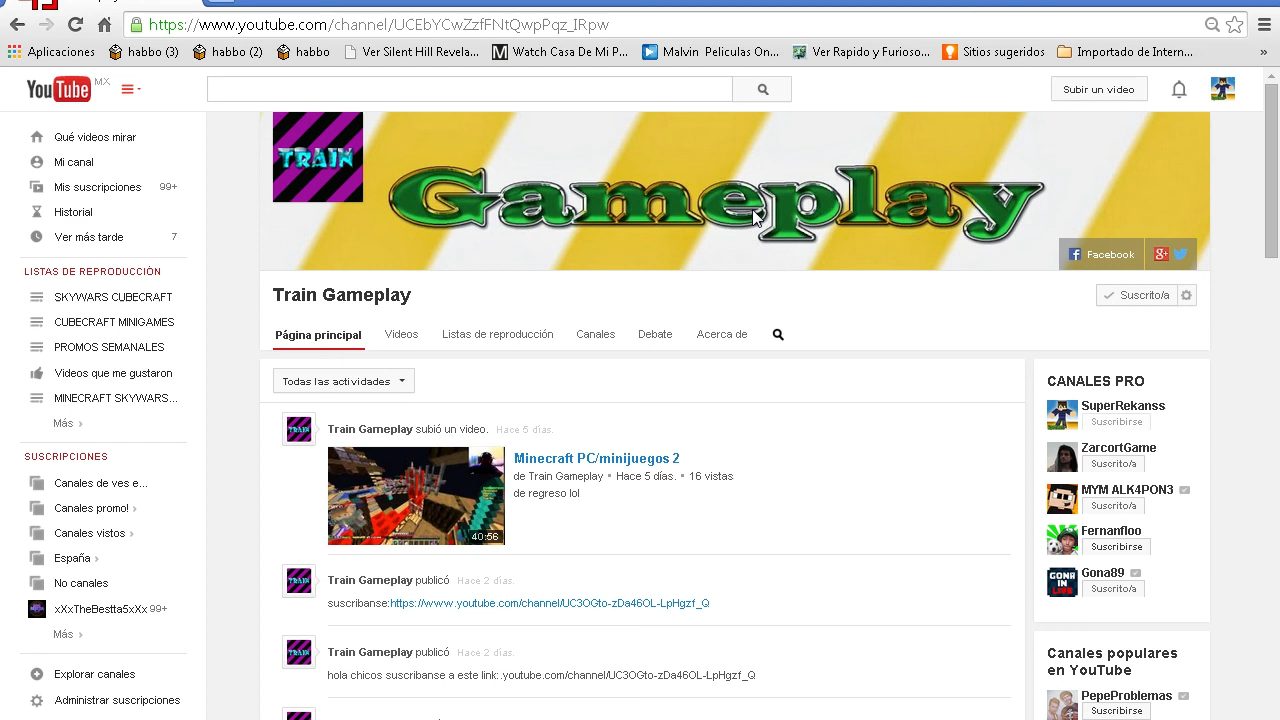 https://www.youtube.com/channel/UCEbYCwZzfFNtQwpPqz_IRpw
Aplicaciones habbo (3) habbo (2) habbo Ver Silent Hill Revela... Watch Casa De Mi P... Malvin Peliculas On... Ver Rapido y Furioso... Sitios sugeridos Importado de Intern... »
YouTube MX
Subir un video
Qué videos mirar
Mi canal
Mis suscripciones 99+
Historial
Ver más tarde 7
LISTAS DE REPRODUCCIÓN
SKYWARS CUBECRAFT
CUBECRAFT MINIGAMES
PROMOS SEMANALES
Videos que me gustaron
MINECRAFT SKYWARS...
Más ›
SUSCRIPCIONES
Canales de ves e...
Canales promo! ›
Canales vistos ›
España ›
No canales
xXxTheBestta5xXx 99+
Más ›
Explorar canales
Administrar suscripciones
TRAIN
Gameplay
Facebook
Train Gameplay
Suscrito/a
Página principal Videos Listas de reproducción Canales Debate Acerca de
Todas las actividades
Train Gameplay subió un video. Hace 5 días.
Minecraft PC/minijuegos 2
de Train Gameplay • Hace 5 días. • 16 vistas
de regreso lol
40:56
Train Gameplay publicó Hace 2 días.
suscribanse:https://www.youtube.com/channel/UC3OGto-zDa46OL-LpHgzf_Q
Train Gameplay publicó Hace 2 días.
hola chicos suscribanse a este link: youtube.com/channel/UC3OGto-zDa46OL-LpHgzf_Q
CANALES PRO
SuperRekanss
Suscribirse
ZarcortGame
Suscrito/a
MYM ALK4PON3
Suscrito/a
Fernanfloo
Suscribirse
Gona89
Suscrito/a
Canales populares
en YouTube
PepeProblemas
Suscribirse